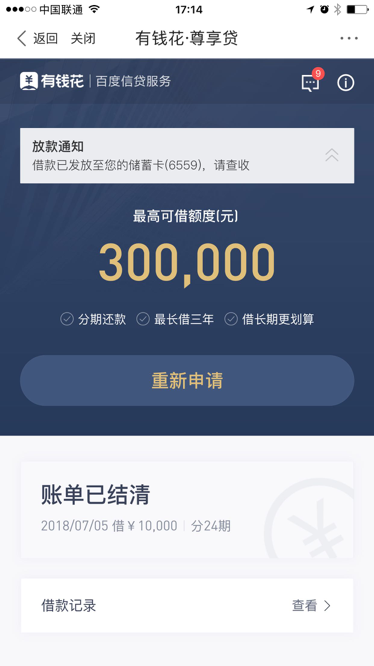 中国联通 17:14
返回 关闭 有钱花·尊享贷
有钱花 | 百度信贷服务 9
放款通知
借款已发放至您的储蓄卡(6559)，请查收
最高可借额度(元)
300,000
分期还款 最长借三年 借长期更划算
重新申请
账单已结清
2018/07/05 借￥10,000 | 分24期
借款记录 查看